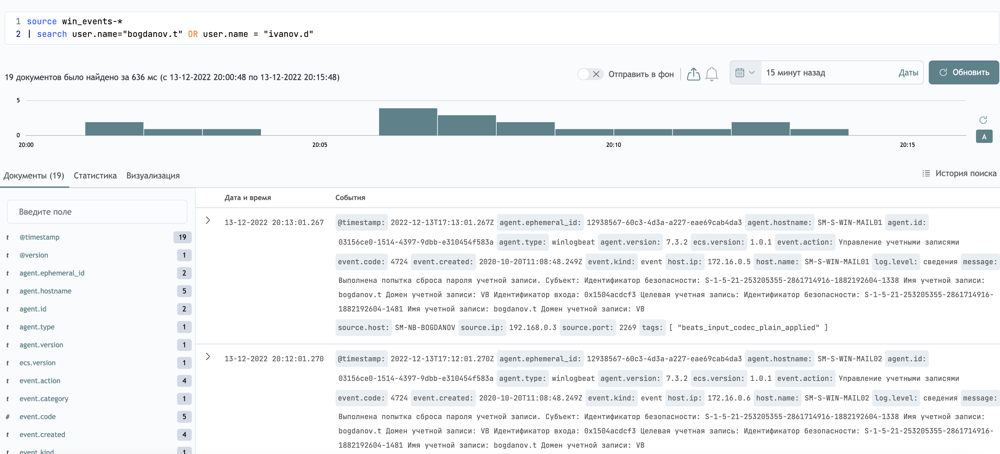 1 source win_events-*
2 | search user.name="bogdanov.t" OR user.name = "ivanov.d"
19 документов было найдено за 636 мс (с 13-12-2022 20:00:48 по 13-12-2022 20:15:48)
Отправить в фон
15 минут назад
Даты
Обновить
5
0
20:00
20:05
20:10
20:15
A
Документы (19)
Статистика
Визуализация
История поиска
Введите поле
t @timestamp 19
t @version 1
t agent.ephemeral_id 2
t agent.hostname 5
t agent.id 2
t agent.type 1
t agent.version 1
t ecs.version 1
t event.action 4
t event.category 1
# event.code 5
t event.created 4
t event.kind 1
Дата и время
События
13-12-2022 20:13:01.267
@timestamp: 2022-12-13T17:13:01.267Z agent.ephemeral_id: 12938567-60c3-4d3a-a227-eae69cab4da3 agent.hostname: SM-S-WIN-MAIL01 agent.id:
03156ce0-1514-4397-9dbb-e310454f583a agent.type: winlogbeat agent.version: 7.3.2 ecs.version: 1.0.1 event.action: Управление учетными записями
event.code: 4724 event.created: 2020-10-20T11:08:48.249Z event.kind: event host.ip: 172.16.0.5 host.name: SM-S-WIN-MAIL01 log.level: сведения message:
Выполнена попытка сброса пароля учетной записи. Субъект: Идентификатор безопасности: S-1-5-21-253205355-2861714916-1882192604-1338 Имя учетной записи:
bogdanov.t Домен учетной записи: VB Идентификатор входа: 0x1504acdcf3 Целевая учетная запись: Идентификатор безопасности: S-1-5-21-253205355-2861714916-
1882192604-1481 Имя учетной записи: bogdanov.t Домен учетной записи: VB
source.host: SM-NB-BOGDANOV source.ip: 192.168.0.3 source.port: 2269 tags: [ "beats_input_codec_plain_applied" ]
13-12-2022 20:12:01.270
@timestamp: 2022-12-13T17:12:01.270Z agent.ephemeral_id: 12938567-60c3-4d3a-a227-eae69cab4da3 agent.hostname: SM-S-WIN-MAIL02 agent.id:
03156ce0-1514-4397-9dbb-e310454f583a agent.type: winlogbeat agent.version: 7.3.2 ecs.version: 1.0.1 event.action: Управление учетными записями
event.code: 4724 event.created: 2020-10-20T11:08:48.249Z event.kind: event host.ip: 172.16.0.6 host.name: SM-S-WIN-MAIL02 log.level: сведения message:
Выполнена попытка сброса пароля учетной записи. Субъект: Идентификатор безопасности: S-1-5-21-253205355-2861714916-1882192604-1338 Имя учетной записи:
bogdanov.t Домен учетной записи: VB Идентификатор входа: 0x1504acdcf3 Целевая учетная запись: Идентификатор безопасности: S-1-5-21-253205355-2861714916-
1882192604-1481 Имя учетной записи: bogdanov.t Домен учетной записи: VB